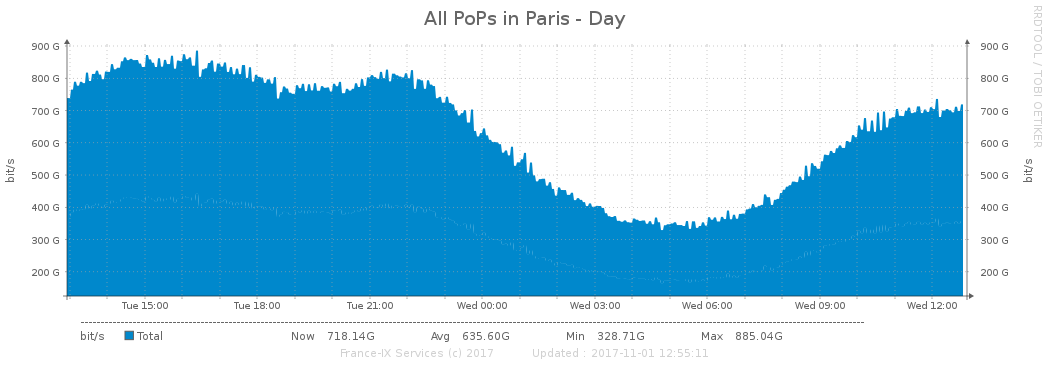 All PoPs in Paris - Day
RRDTOOL / TOBI OETIKER
bit/s
900 G
800 G
700 G
600 G
500 G
400 G
300 G
200 G
900 G
800 G
700 G
600 G
500 G
400 G
300 G
200 G
bit/s
Tue 15:00 Tue 18:00 Tue 21:00 Wed 00:00 Wed 03:00 Wed 06:00 Wed 09:00 Wed 12:00
bit/s Total Now 718.14G Avg 635.60G Min 328.71G Max 885.04G
France-IX Services (c) 2017 Updated : 2017-11-01 12:55:11